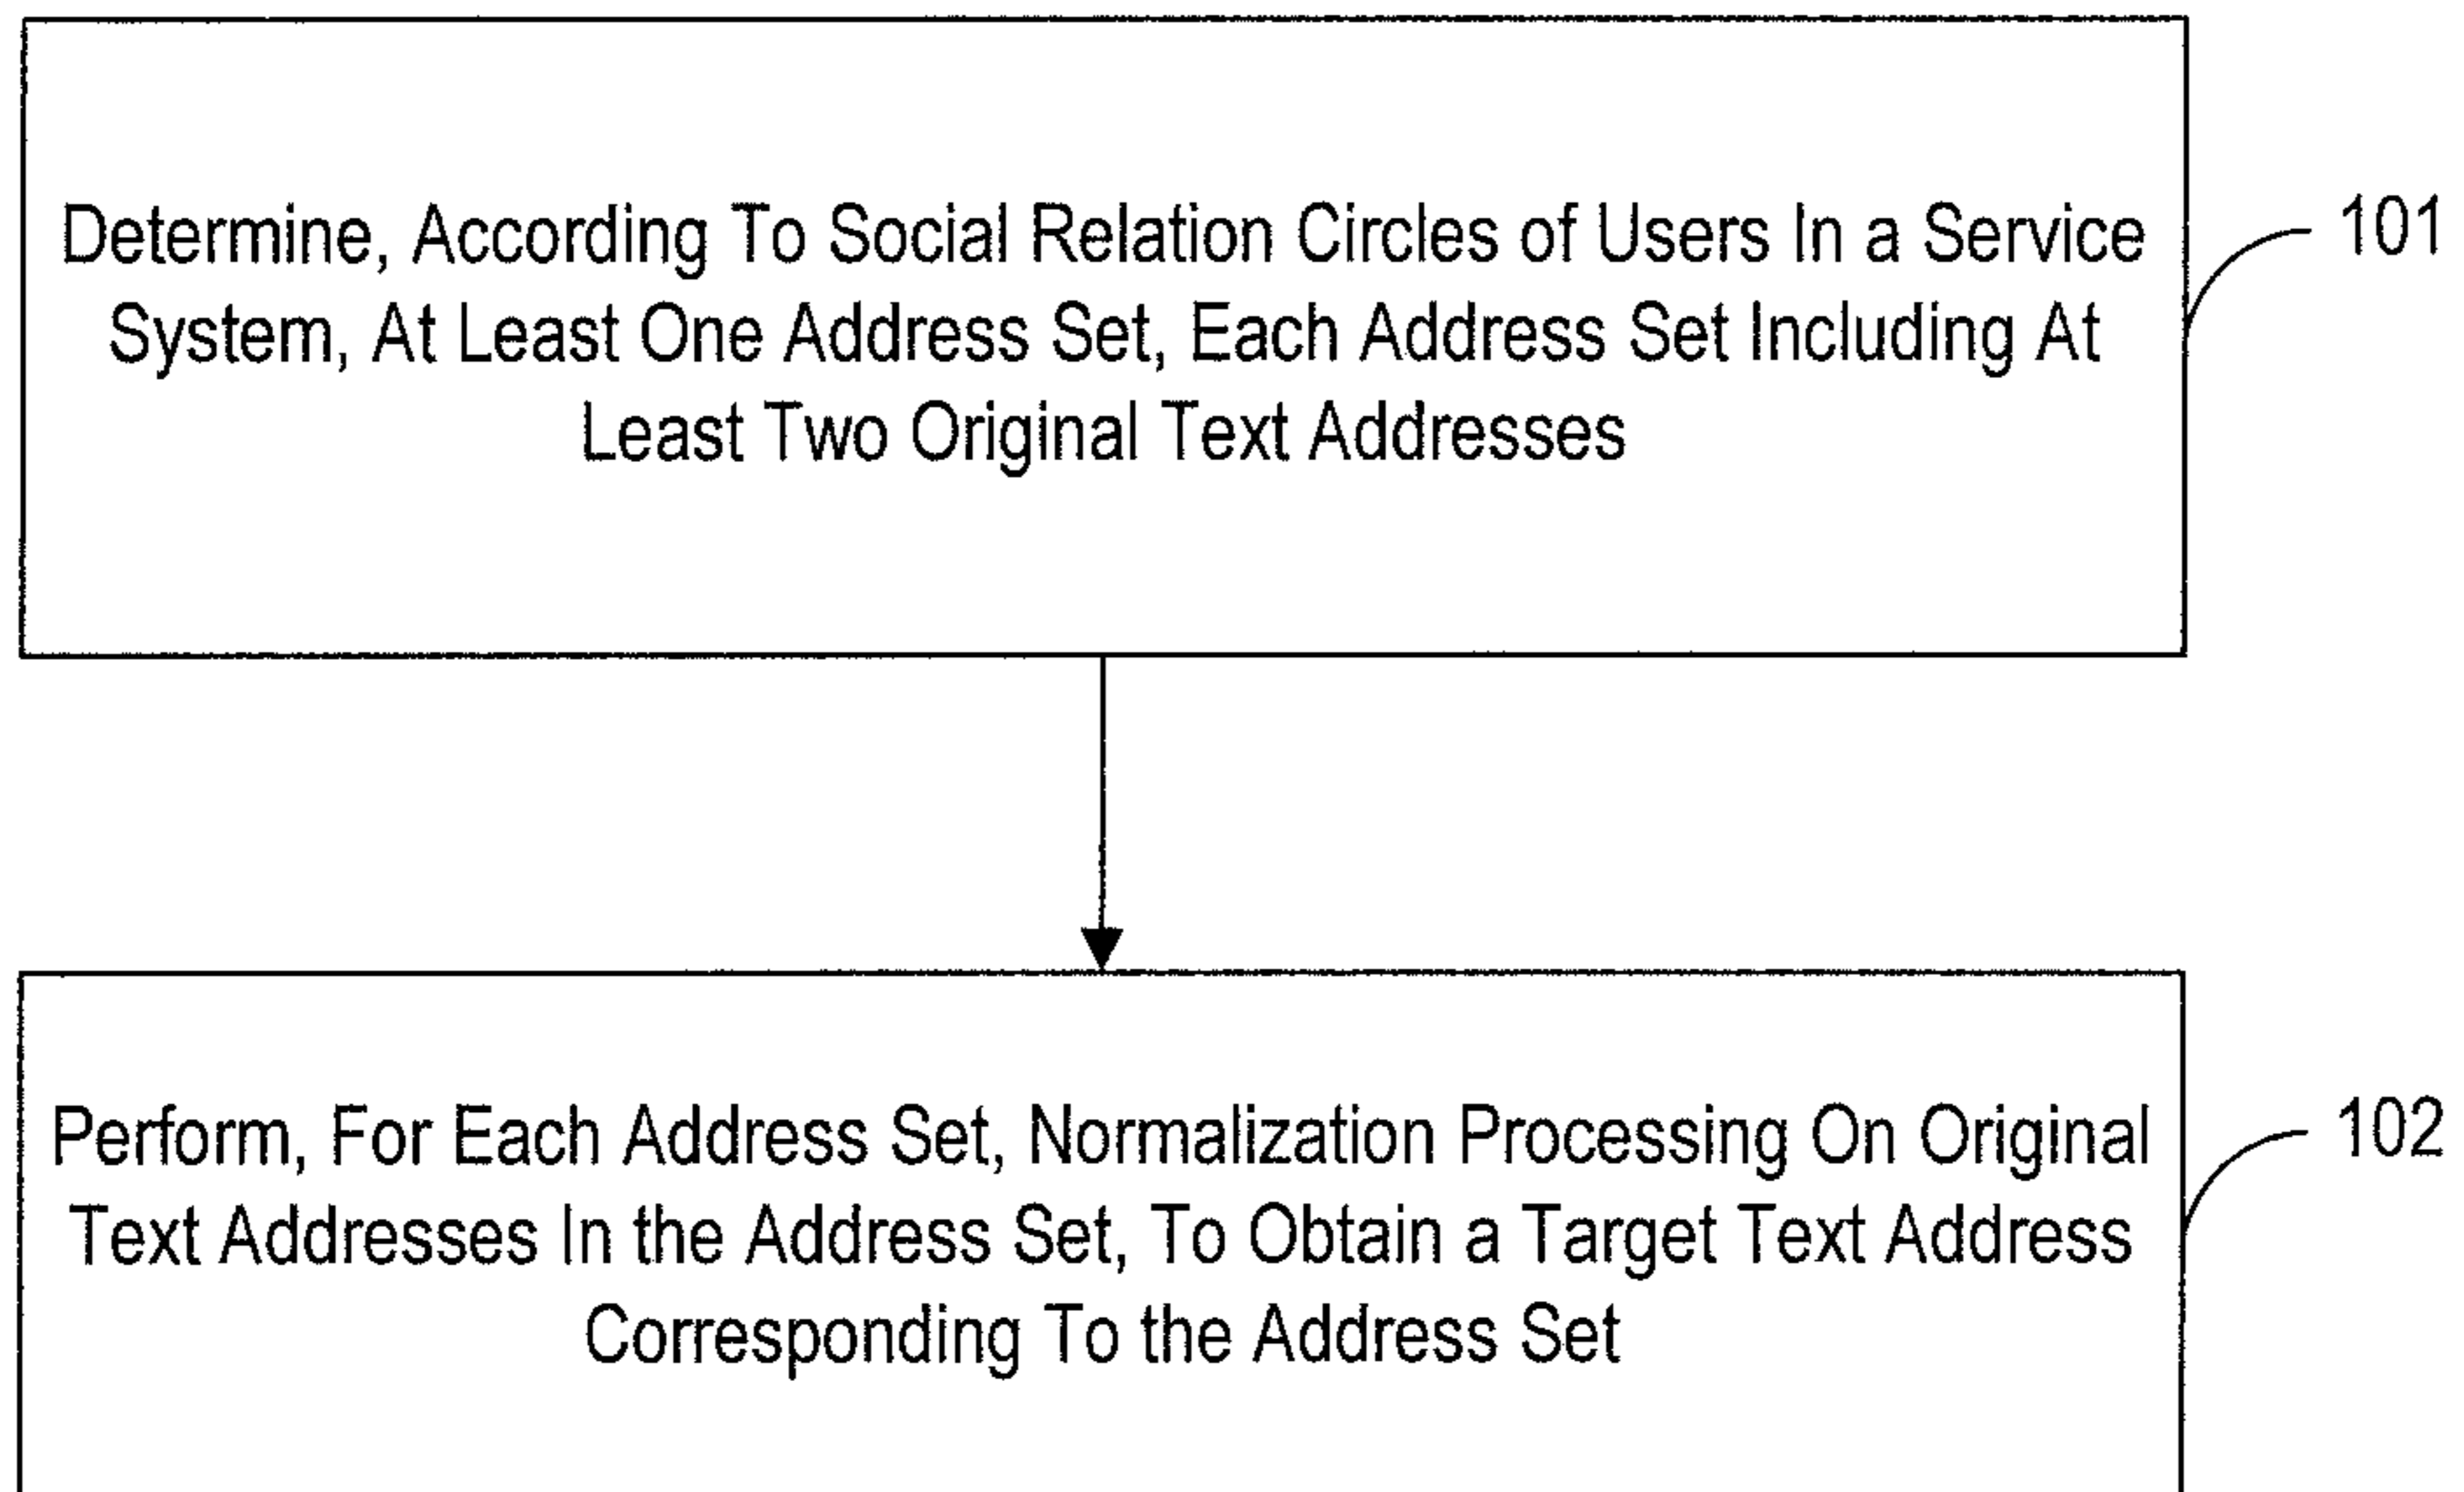 Determine, According To Social Relation Circles of Users In a Service
System, At Least One Address Set, Each Address Set Including At
Least Two Original Text Addresses
101
Perform, For Each Address Set, Normalization Processing On Original
Text Addresses In the Address Set, To Obtain a Target Text Address
Corresponding To the Address Set
102